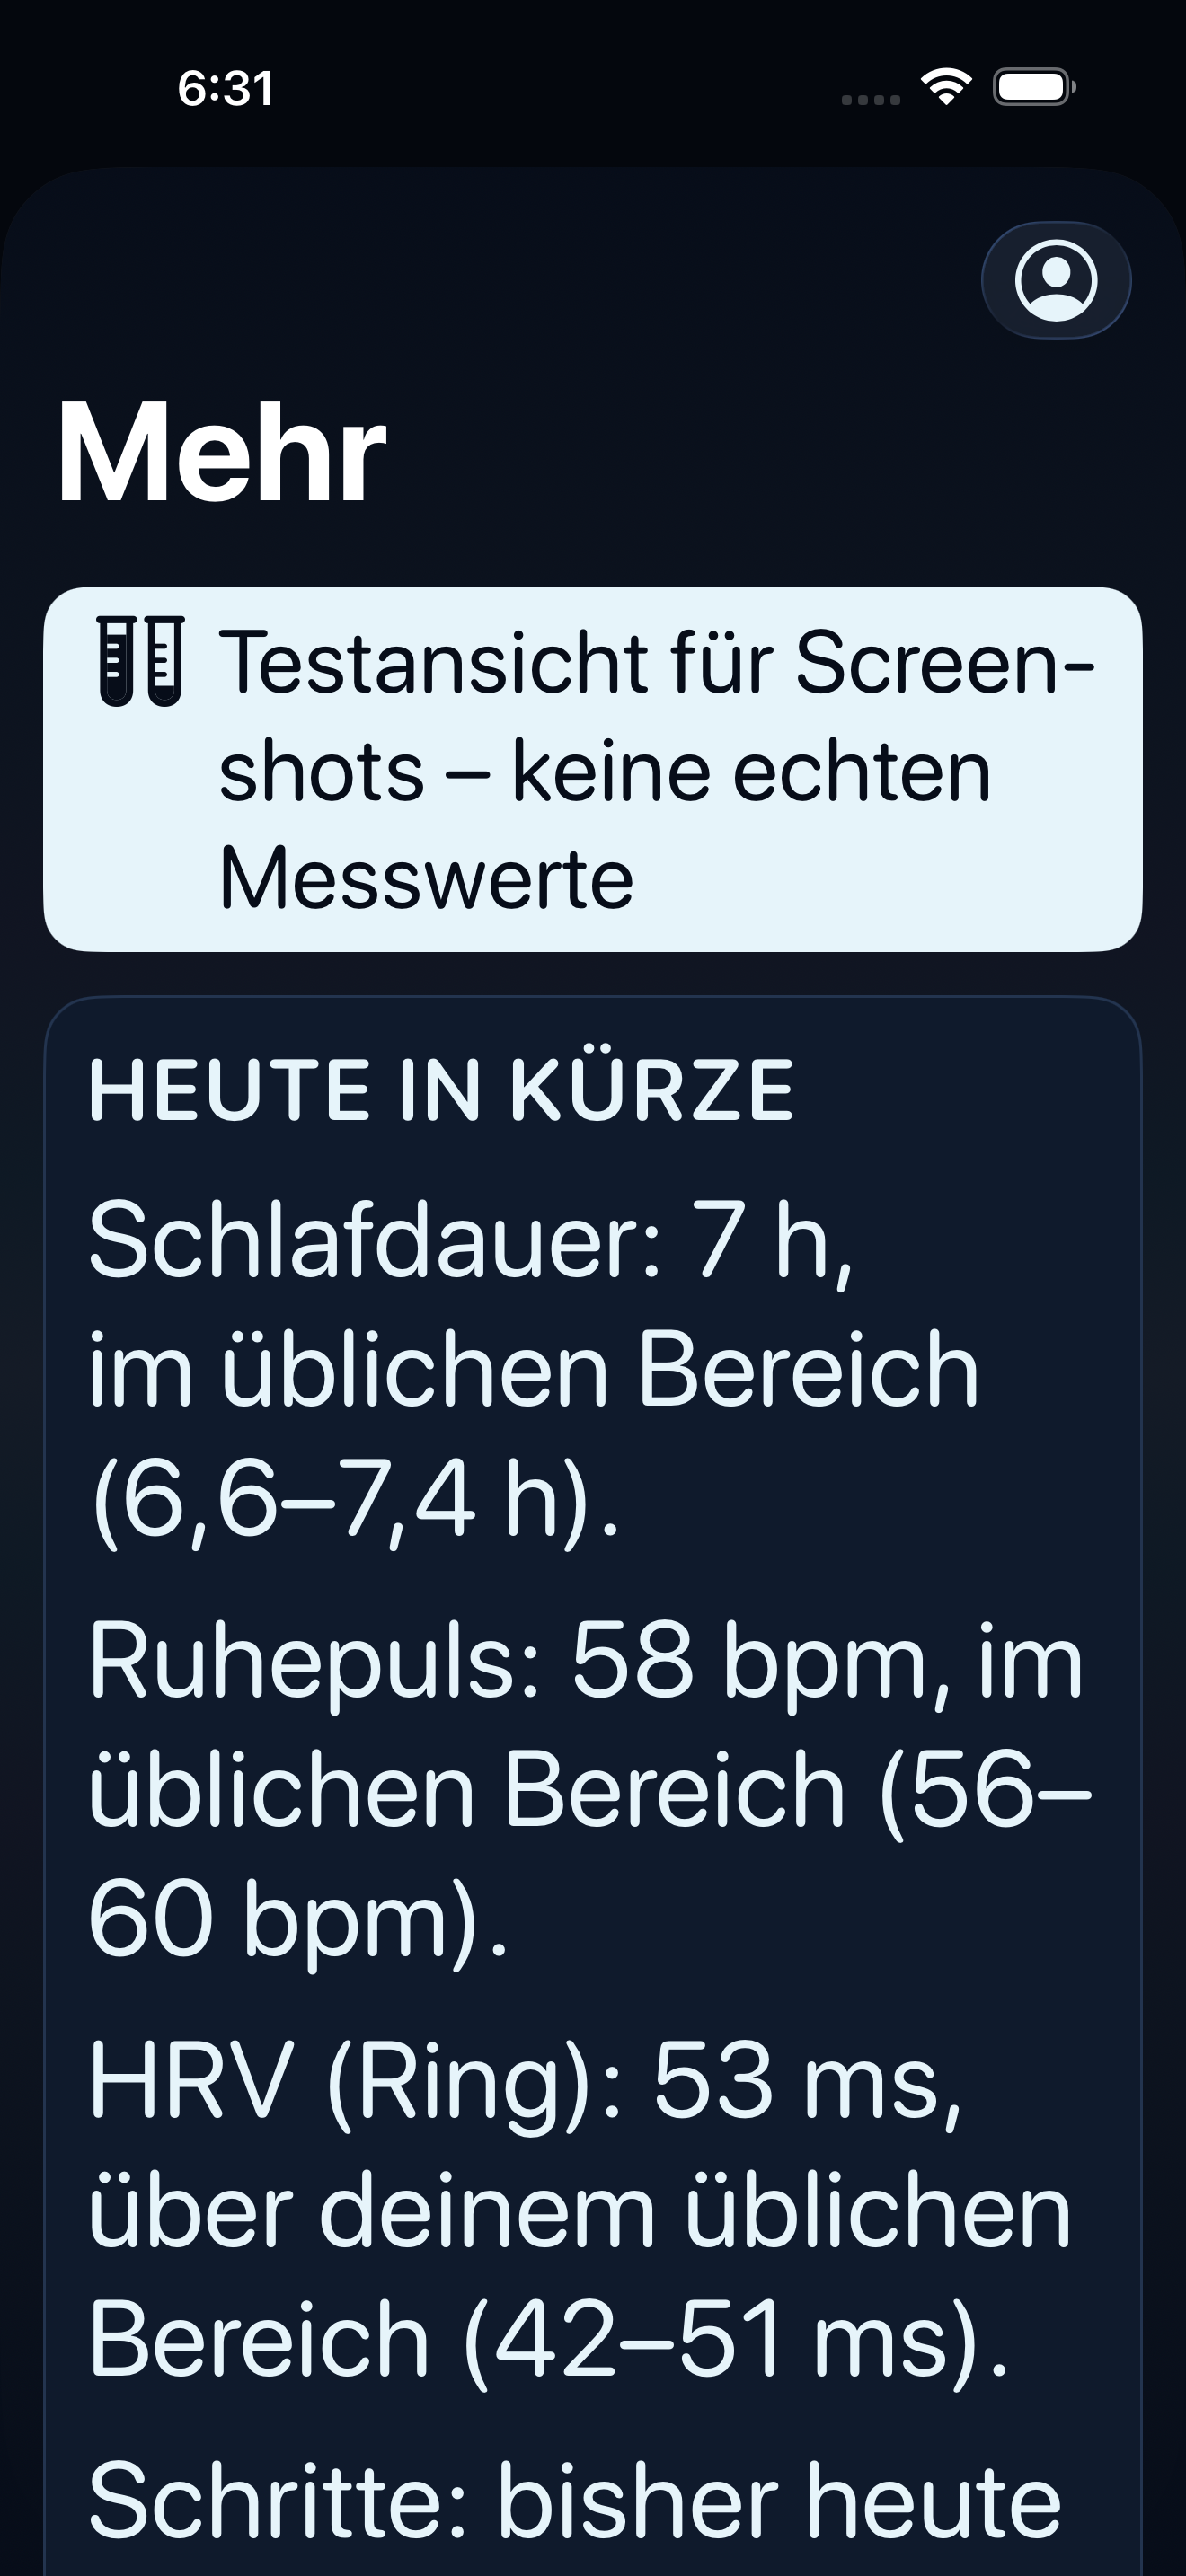 6:31
Mehr
Testansicht für Screen-
shots – keine echten
Messwerte
HEUTE IN KÜRZE
Schlafdauer: 7 h,
im üblichen Bereich
(6,6–7,4 h).
Ruhepuls: 58 bpm, im
üblichen Bereich (56–
60 bpm).
HRV (Ring): 53 ms,
über deinem üblichen
Bereich (42–51 ms).
Schritte: bisher heute